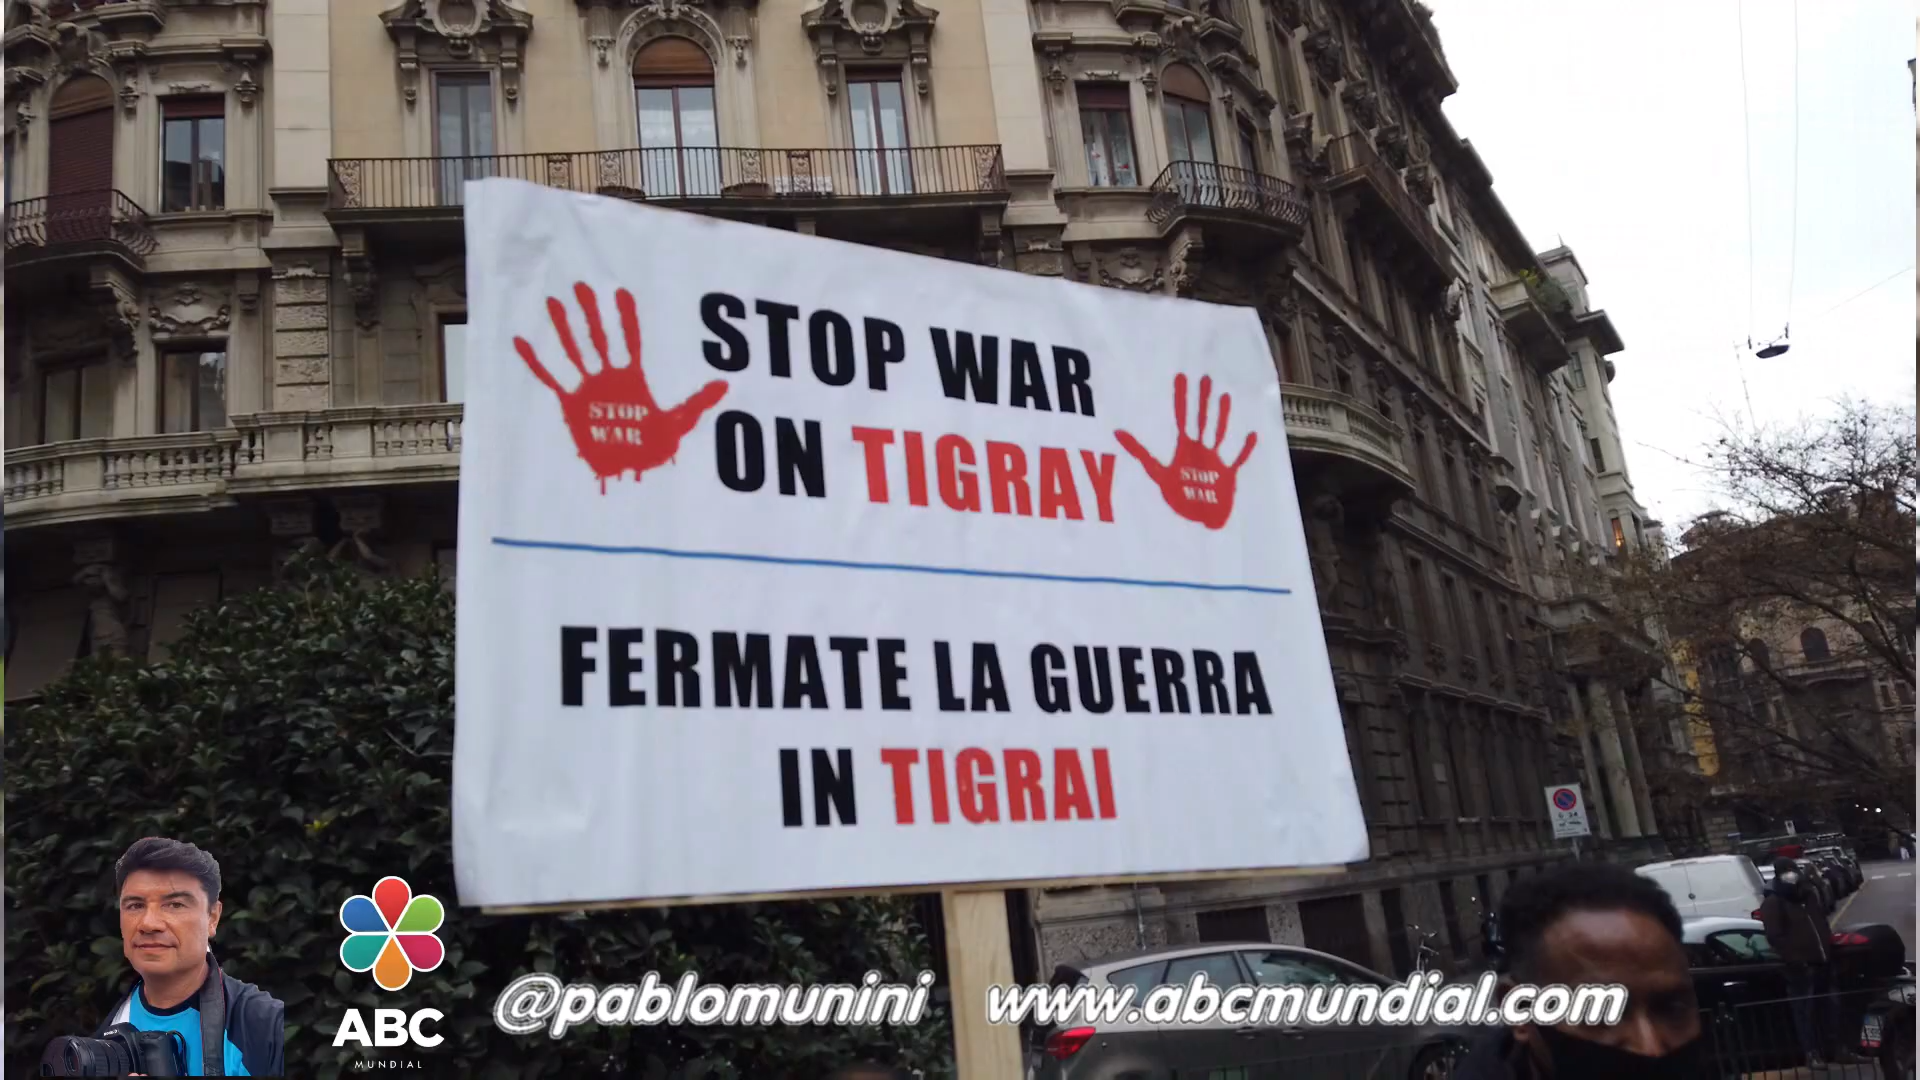 STOP WAR
ON TIGRAY
STOP
WAR
STOP
WAR
FERMATE LA GUERRA
IN TIGRAI
ABC
MUNDIAL
@pablomunini
www.abcmundial.com